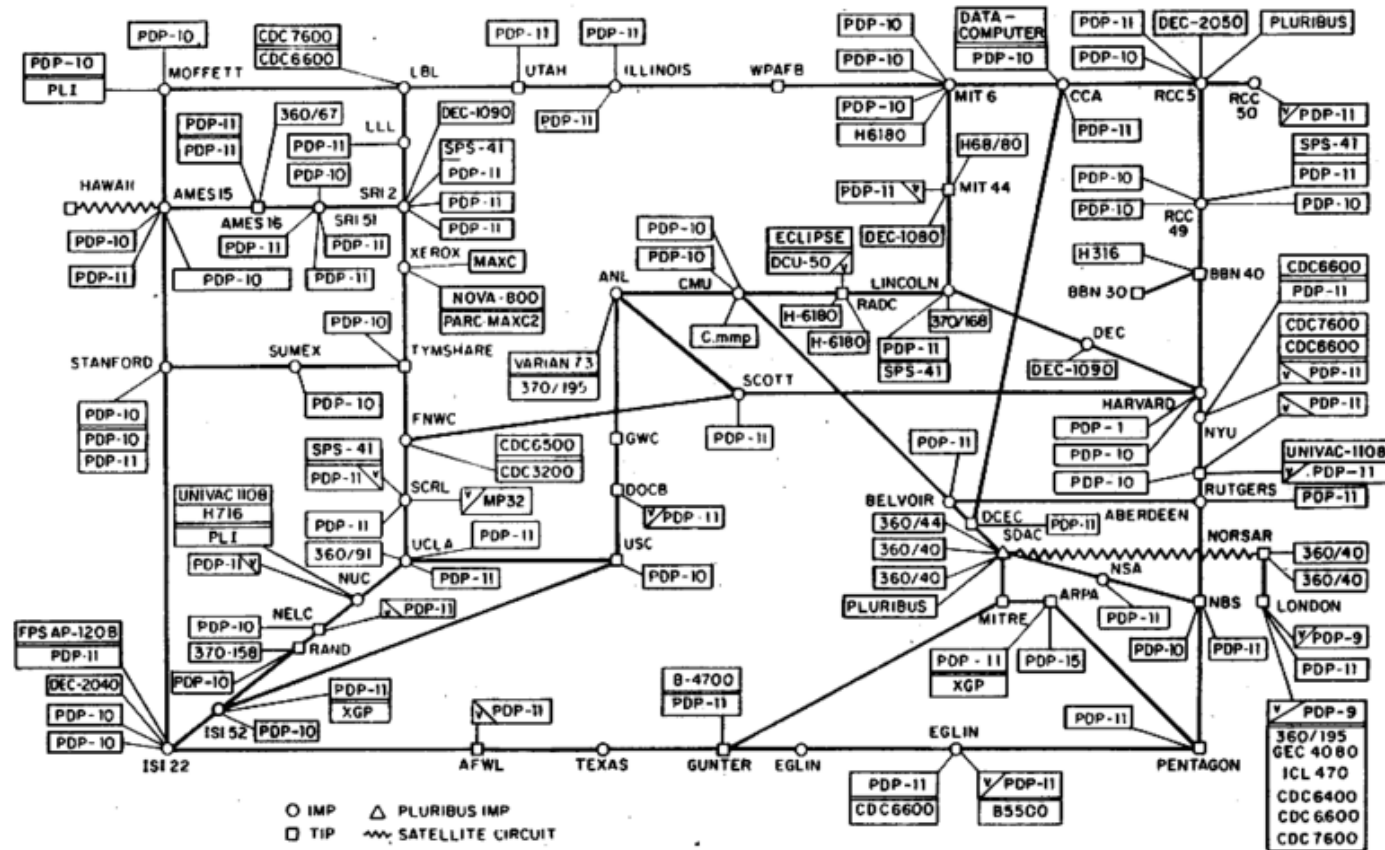 PDP-10
CDC 7600
CDC6600
PDP-11
PDP-11
PDP-10
DATA-
COMPUTER
PDP-10
PDP-11
PDP-10
DEC-2050
PLURIBUS
PDP-10
PLI
MOFFETT
LBL
UTAH
ILLINOIS
WPAFB
PDP-10
PDP-10
H6180
MIT 6
CCA
RCC5
RCC
50
PDP-11
PDP-11
PDP-11
PDP-11
PDP-11
360/67
LLL
PDP-11
DEC-1090
SPS-41
PDP-11
PDP-11
PDP-11
H68/80
PDP-11
MIT 44
DEC-1080
SPS-41
PDP-11
PDP-10
PDP-10
PDP-10
RCC
49
HAWAII
AMES 15
AMES 16
PDP-10
SRI 51
SRI 2
PDP-10
PDP-11
PDP-10
PDP-11
PDP-11
PDP-11
XEROX
MAXC
NOVA-800
PARC-MAXC2
PDP-10
PDP-10
ECLIPSE
DCU-50
ANL
CMU
RADC
LINCOLN
C.mmp
H-6180
H-6180
370/168
PDP-11
SPS-41
H316
BBN 40
BBN 30
CDC6600
PDP-11
CDC7600
CDC6600
PDP-11
PDP-11
DEC
DEC-1090
STANFORD
SUMEX
PDP-10
TYMSHARE
PDP-10
PDP-10
PDP-10
PDP-11
VARIAN 73
370/195
SCOTT
PDP-11
HARVARD
PDP-1
PDP-10
NYU
PDP-10
UNIVAC-1108
PDP-11
RUTGERS
PDP-11
FNWC
CDC6500
CDC3200
SPS-41
PDP-11
SCRL
MP32
PDP-11
360/91
UCLA
PDP-11
PDP-11
GWC
DOCB
PDP-11
USC
PDP-10
PDP-11
BELVOIR
ABERDEEN
DCEC
PDP-11
360/44
360/40
360/40
PLURIBUS
SDAC
NORSAR
360/40
360/40
NSA
PDP-11
UNIVAC 1108
H716
PLI
PDP-11
NUC
PDP-11
NELC
PDP-10
370-158
RAND
PDP-10
MITRE
ARPA
PDP-11
XGP
PDP-15
NBS
PDP-10
PDP-11
LONDON
PDP-9
PDP-11
FPS AP-120B
PDP-11
DEC-2040
PDP-10
PDP-10
ISI 22
ISI 52
PDP-11
XGP
PDP-10
PDP-11
AFWL
TEXAS
B-4700
PDP-11
GUNTER
EGLIN
EGLIN
PDP-11
CDC6600
PDP-11
B5500
PDP-11
PENTAGON
PDP-9
360/195
GEC 4080
ICL 470
CDC6400
CDC6600
CDC7600
IMP
PLURIBUS IMP
TIP
SATELLITE CIRCUIT